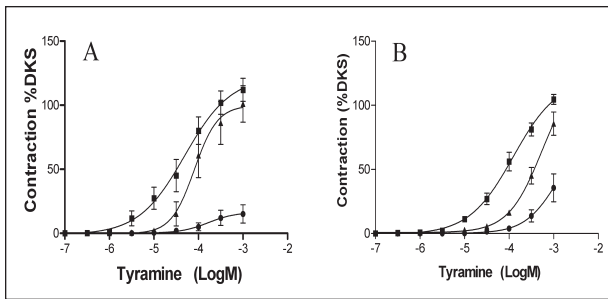 A
Contraction %DKS
150
100
50
0
-7 -6 -5 -4 -3 -2
Tyramine (LogM)
B
Contraction (%DKS)
150
100
50
0
-7 -6 -5 -4 -3 -2
Tyramine (LogM)